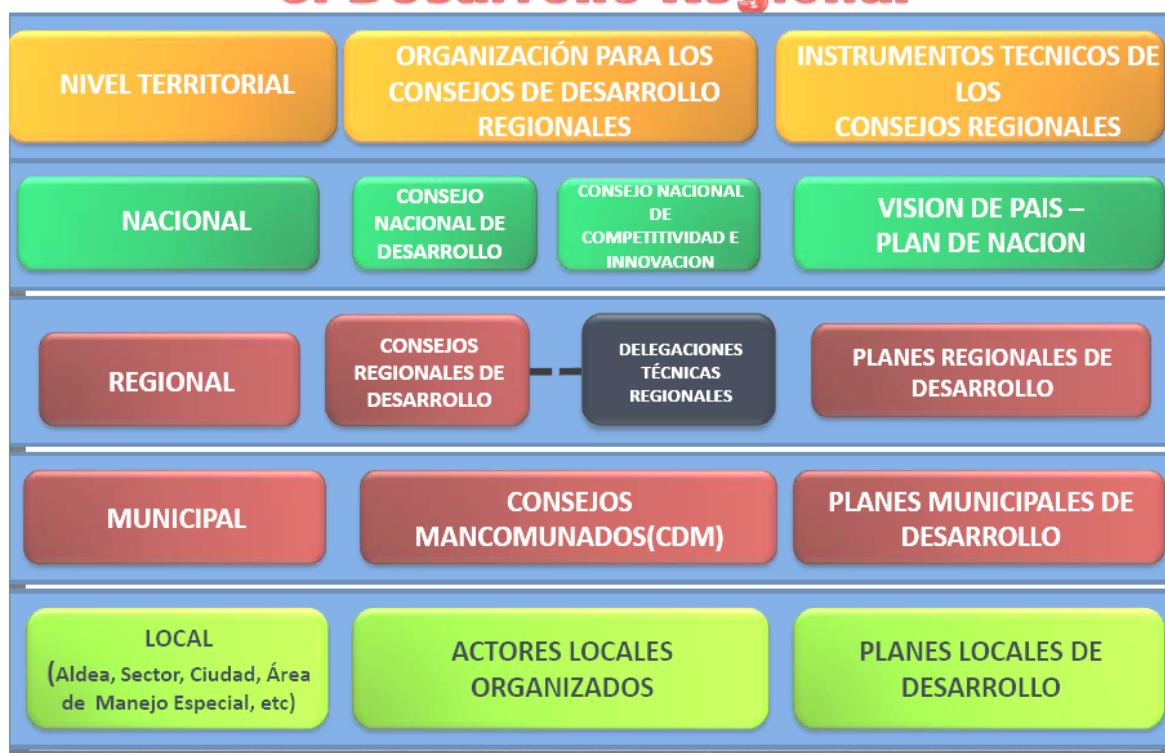 Desarrollo Regional
NIVEL TERRITORIAL
ORGANIZACIÓN PARA LOS
CONSEJOS DE DESARROLLO
REGIONALES
INSTRUMENTOS TECNICOS DE
LOS
CONSEJOS REGIONALES
NACIONAL
CONSEJO
NACIONAL DE
DESARROLLO
CONSEJO NACIONAL
DE
COMPETITIVIDAD E
INNOVACION
VISION DE PAIS –
PLAN DE NACION
REGIONAL
CONSEJOS
REGIONALES DE
DESARROLLO
DELEGACIONES
TÉCNICAS
REGIONALES
PLANES REGIONALES DE
DESARROLLO
MUNICIPAL
CONSEJOS
MANCOMUNADOS(CDM)
PLANES MUNICIPALES DE
DESARROLLO
LOCAL
(Aldea, Sector, Ciudad, Área
de Manejo Especial, etc)
ACTORES LOCALES
ORGANIZADOS
PLANES LOCALES DE
DESARROLLO